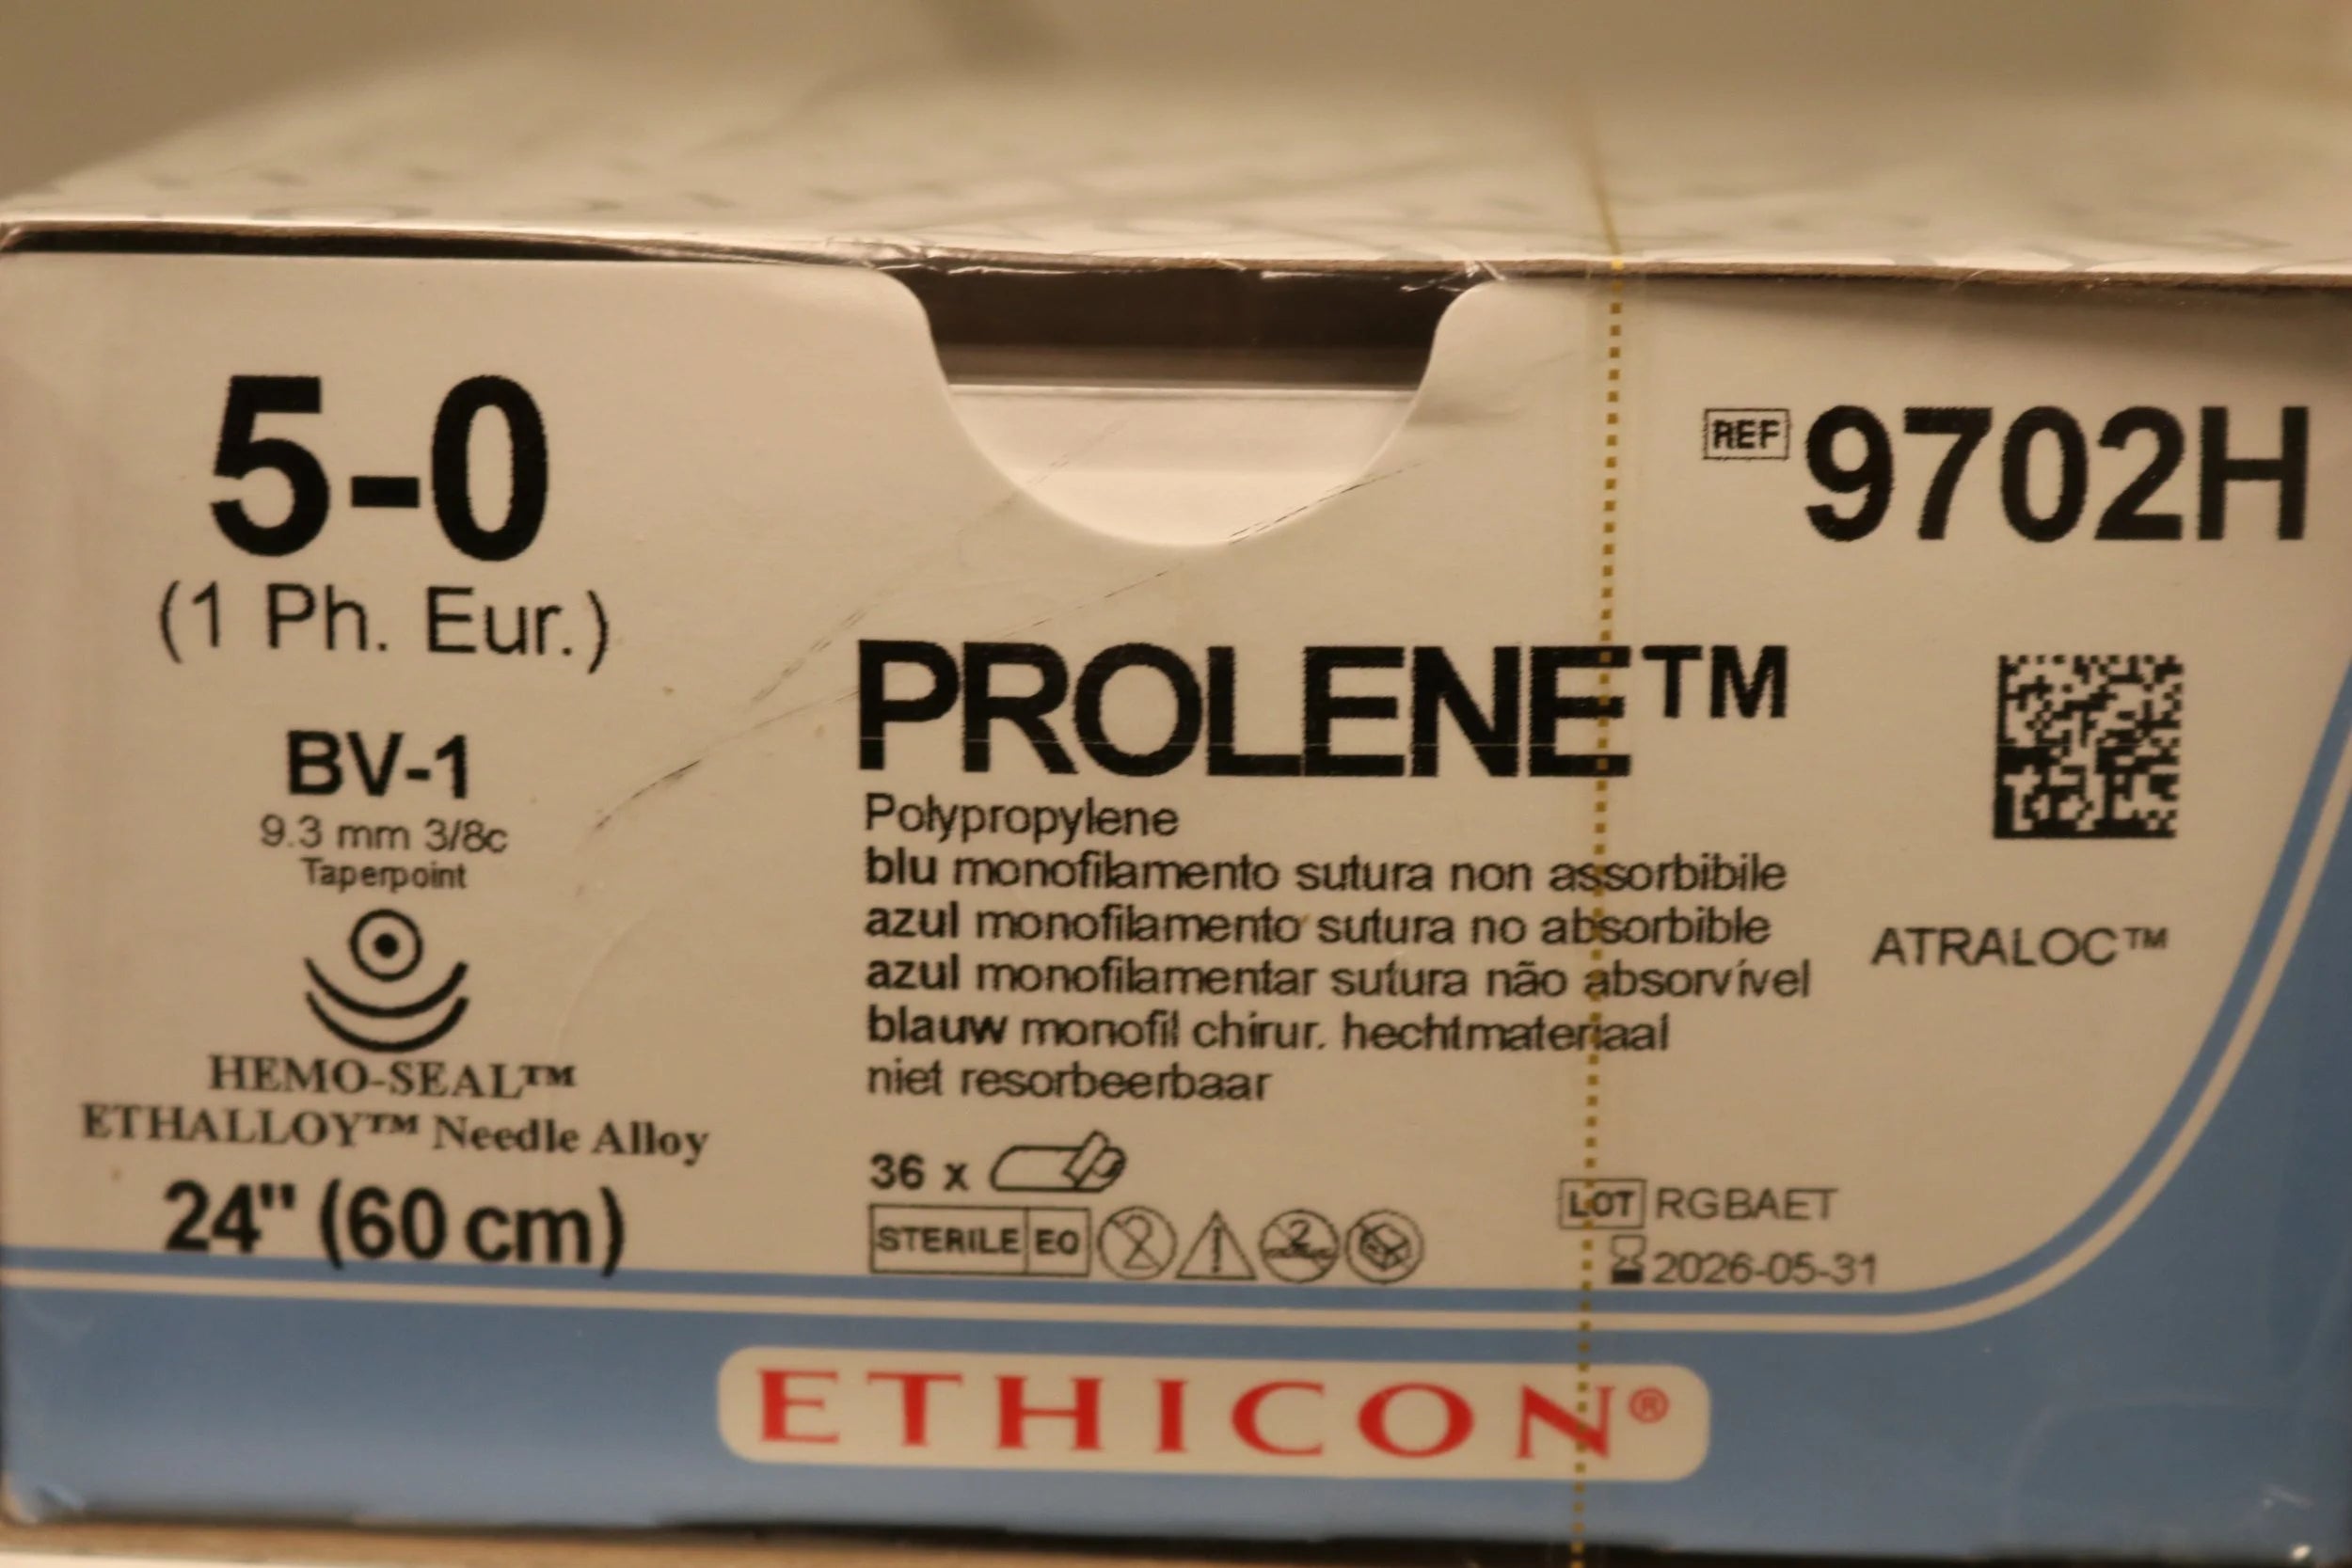 5-0
(1 Ph. Eur.)
BV-1
9.3 mm 3/8c
Taperpoint
HEMO-SEAL™
ETHALLOY™ Needle Alloy
24" (60 cm)
REF 9702H
PROLENE™
Polypropylene
blu monofilamento sutura non assorbibile
azul monofilamento sutura no absorbible
azul monofilamentar sutura não absorvível
blauw monofil chirur. hechtmateriaal
niet resorbeerbaar
ATRALOC™
36 x
STERILE EO
LOT RGBAET
2026-05-31
ETHICON®